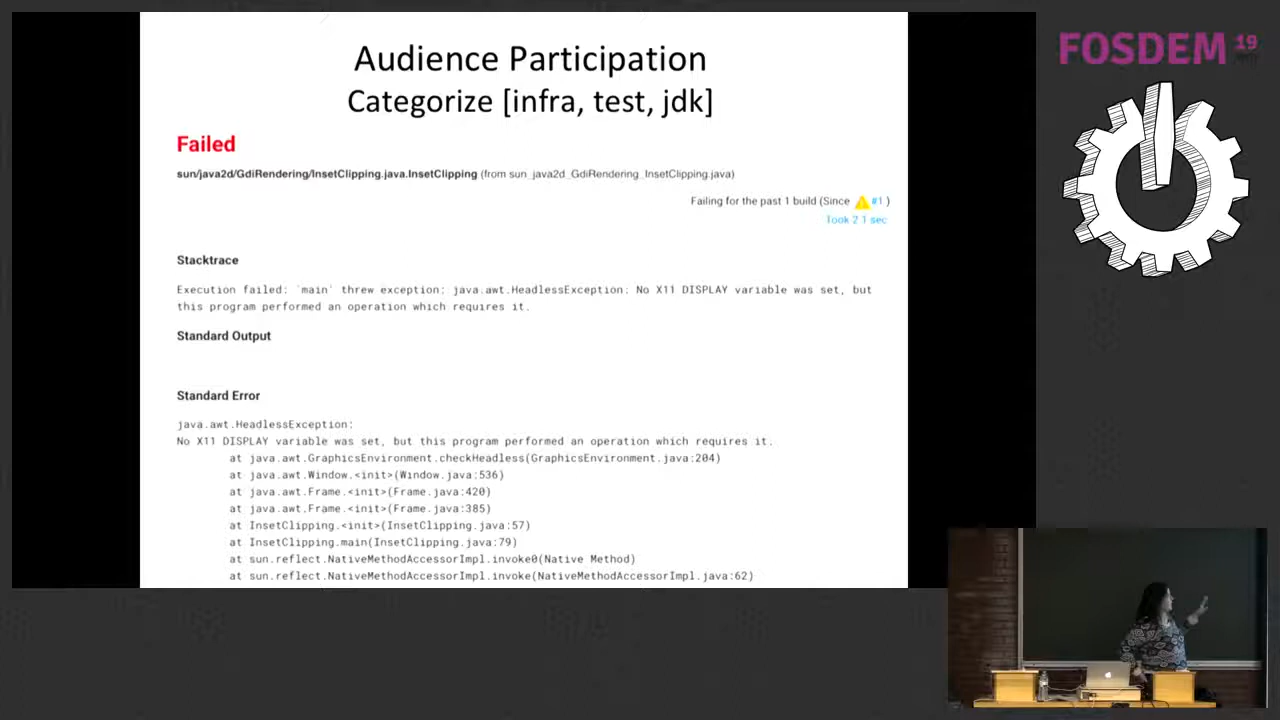 Audience Participation
Categorize [infra, test, jdk]
Failed
sun/java2d/GdiRendering/InsetClipping.java.InsetClipping (from sun_java2d_GdiRendering_InsetClipping.java)
Failing for the past 1 build (Since #1 )
Took 2.1 sec
Stacktrace
Execution failed: `main' threw exception: java.awt.HeadlessException: No X11 DISPLAY variable was set, but
this program performed an operation which requires it.
Standard Output
Standard Error
java.awt.HeadlessException:
No X11 DISPLAY variable was set, but this program performed an operation which requires it.
at java.awt.GraphicsEnvironment.checkHeadless(GraphicsEnvironment.java:204)
at java.awt.Window.<init>(Window.java:536)
at java.awt.Frame.<init>(Frame.java:420)
at java.awt.Frame.<init>(Frame.java:385)
at InsetClipping.<init>(InsetClipping.java:57)
at InsetClipping.main(InsetClipping.java:79)
at sun.reflect.NativeMethodAccessorImpl.invoke0(Native Method)
at sun.reflect.NativeMethodAccessorImpl.invoke(NativeMethodAccessorImpl.java:62)
FOSDEM 19